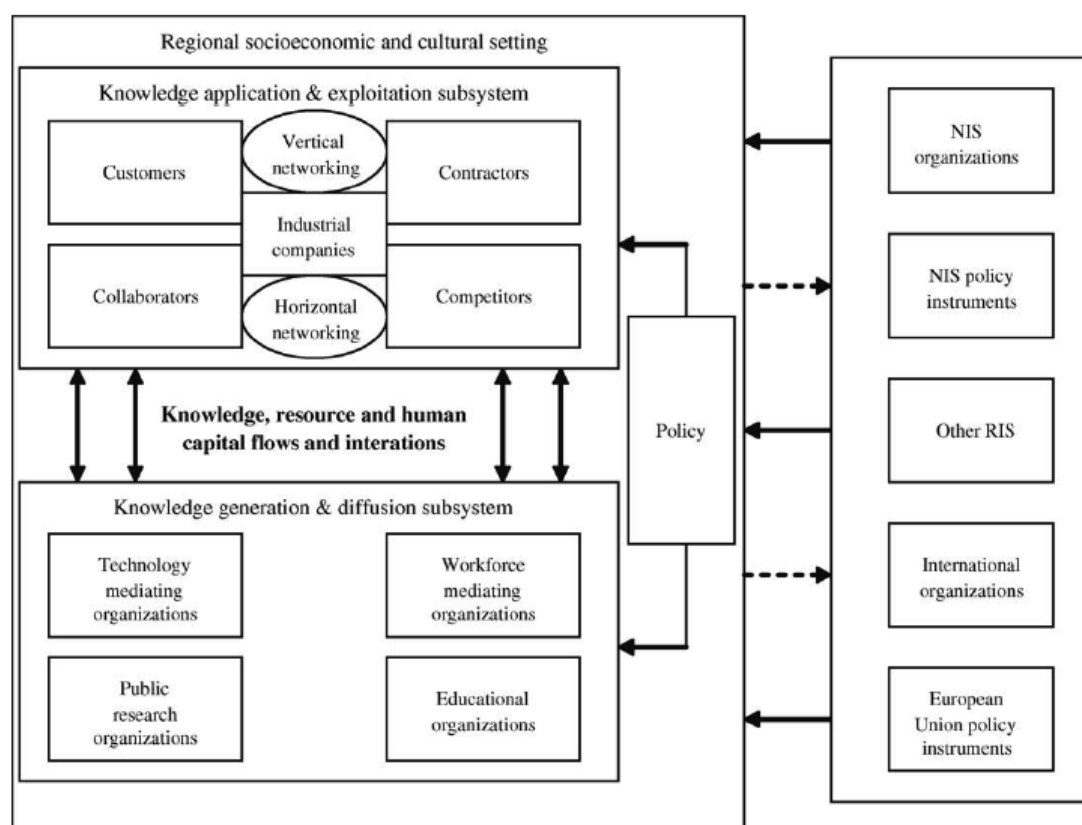 Regional socioeconomic and cultural setting
Knowledge application & exploitation subsystem
Customers
Vertical
networking
Contractors
Industrial
companies
Collaborators
Horizontal
networking
Competitors
Knowledge, resource and human
capital flows and interations
Policy
Knowledge generation & diffusion subsystem
Technology
mediating
organizations
Workforce
mediating
organizations
Public
research
organizations
Educational
organizations
NIS
organizations
NIS policy
instruments
Other RIS
International
organizations
European
Union policy
instruments